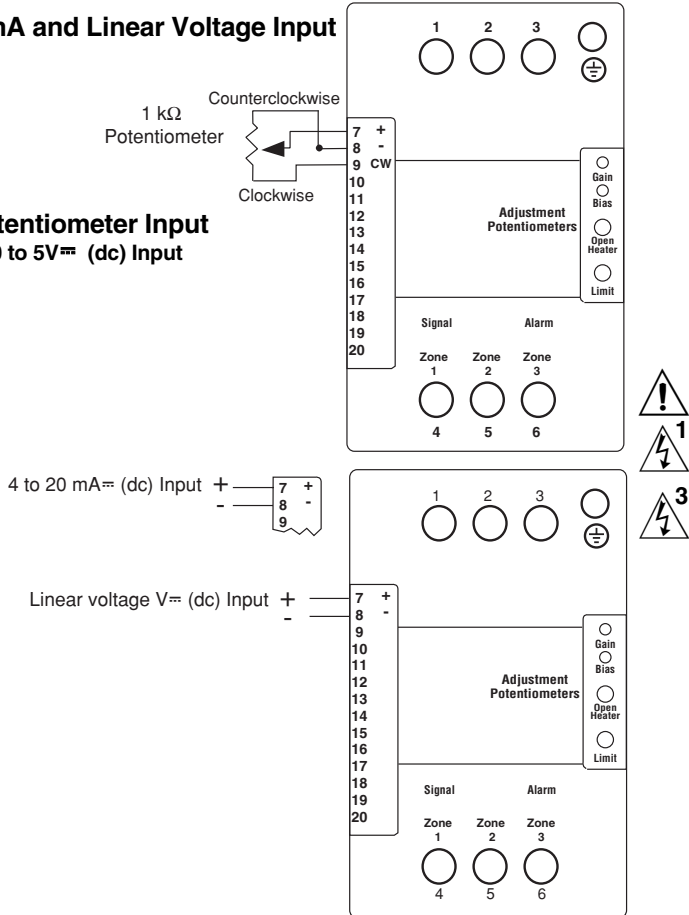 mA and Linear Voltage Input
1 2 3
Counterclockwise
1 kΩ
Potentiometer
Clockwise
7 +
8 -
9 CW
10
11
12
13
14
15
16
17
18
19
20
Gain
Bias
Open
Heater
Limit
Adjustment
Potentiometers
tentiometer Input
0 to 5V⎓ (dc) Input
Signal Alarm
Zone Zone Zone
1 2 3
4 5 6
1
3
4 to 20 mA⎓ (dc) Input + -
7 +
8 -
9
1 2 3
Linear voltage V⎓ (dc) Input + -
7 +
8 -
9
10
11
12
13
14
15
16
17
18
19
20
Gain
Bias
Open
Heater
Limit
Adjustment
Potentiometers
Signal Alarm
Zone Zone Zone
1 2 3
4 5 6